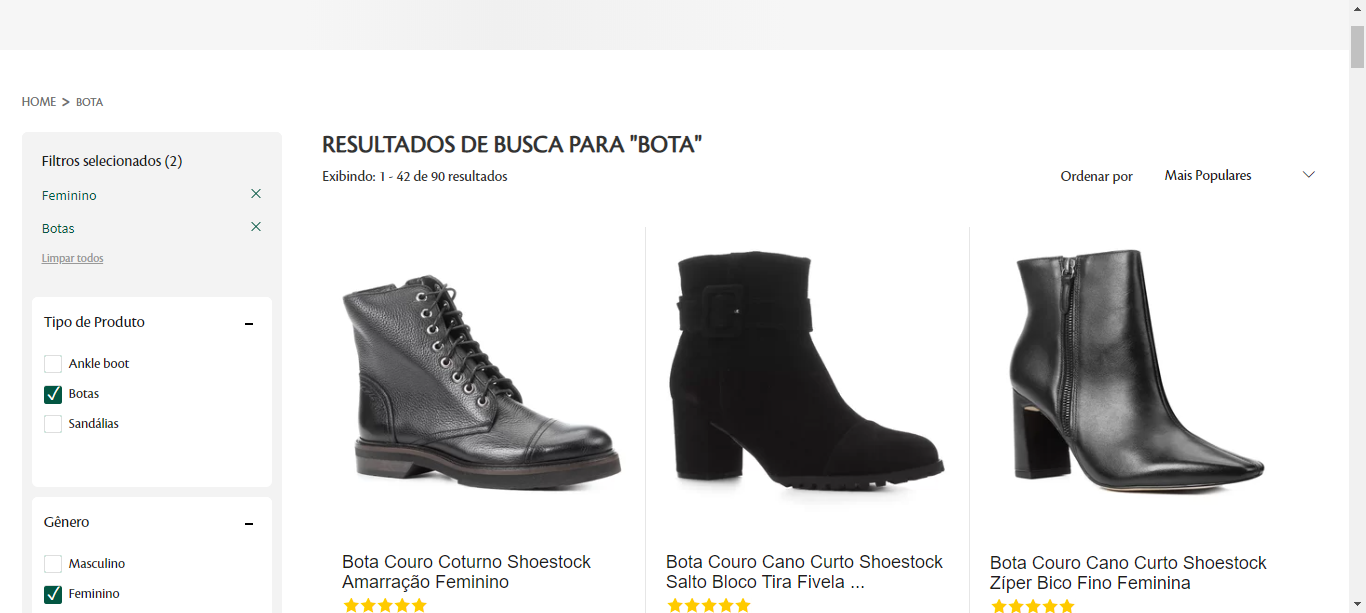 HOME > BOTA
Filtros selecionados (2)
Feminino
Botas
Limpar todos
Tipo de Produto
Ankle boot
Botas
Sandálias
Gênero
Masculino
Feminino
RESULTADOS DE BUSCA PARA "BOTA"
Exibindo: 1 - 42 de 90 resultados
Ordenar por
Mais Populares
Bota Couro Coturno Shoestock
Amarração Feminino
Bota Couro Cano Curto Shoestock
Salto Bloco Tira Fivela ...
Bota Couro Cano Curto Shoestock
Zíper Bico Fino Feminina